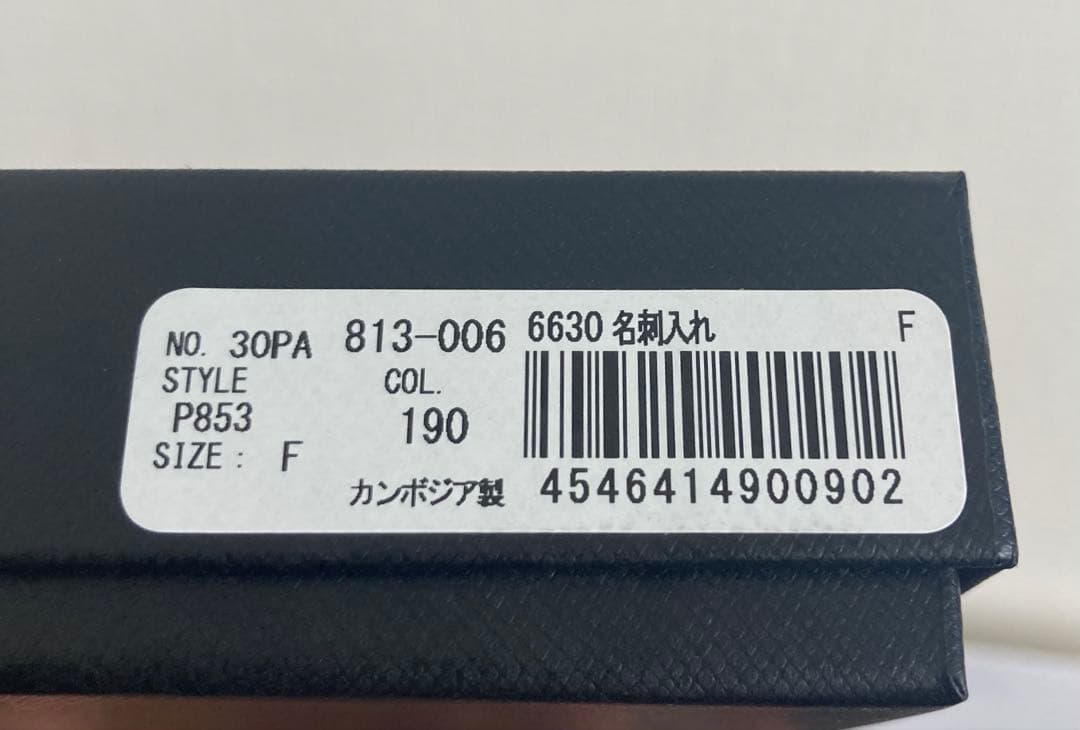 NO. 30PA 813-006 6630 名刺入れ F
STYLE COL.
P853 190
SIZE : F
カンボジア製 4546414900902